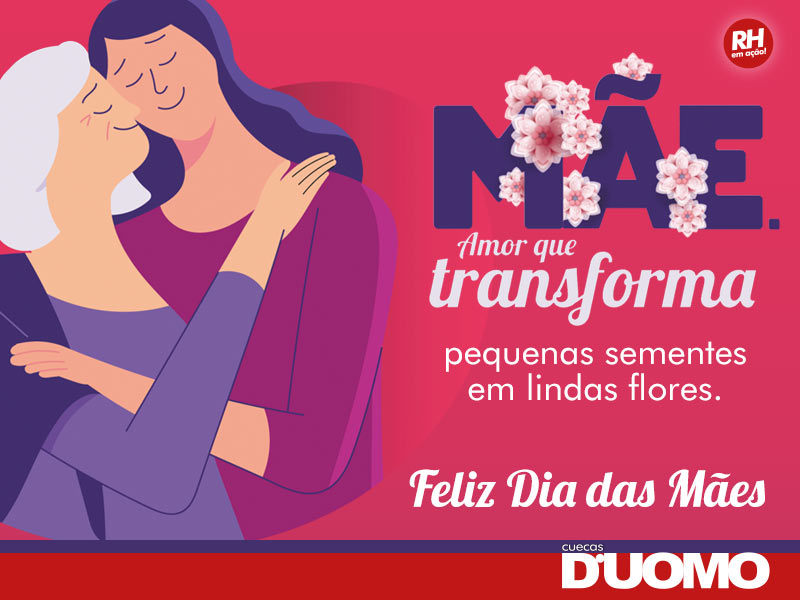 RH
em ação!
MÃE.
Amor que
transforma
pequenas sementes
em lindas flores.
Feliz Dia das Mães
cuecas
D'UOMO